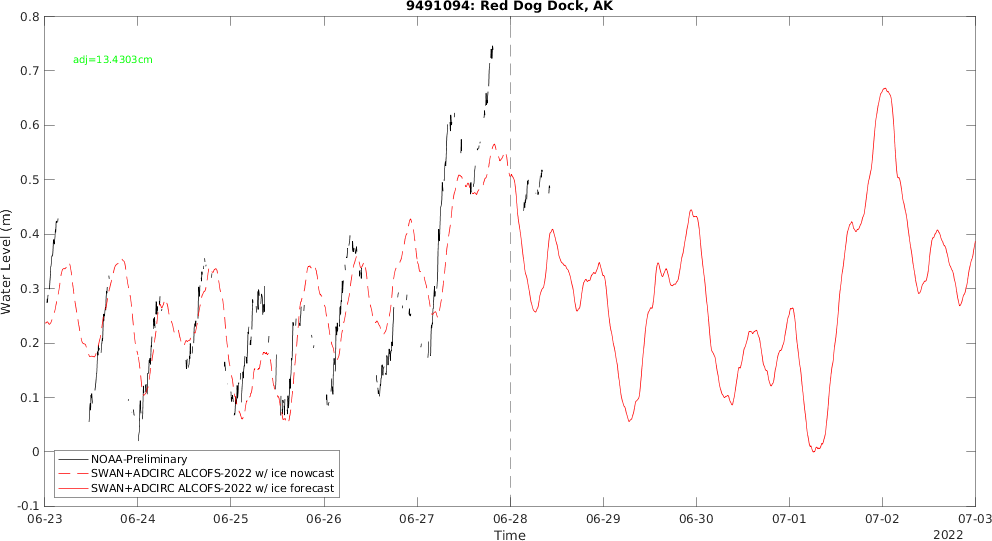 9491094: Red Dog Dock, AK
adj=13.4303cm
0.8
0.7
0.6
0.5
0.4
0.3
0.2
0.1
0
-0.1
Water Level (m)
NOAA-Preliminary
SWAN+ADCIRC ALCOFS-2022 w/ ice nowcast
SWAN+ADCIRC ALCOFS-2022 w/ ice forecast
06-23 06-24 06-25 06-26 06-27 06-28 06-29 06-30 07-01 07-02 07-03
Time
2022